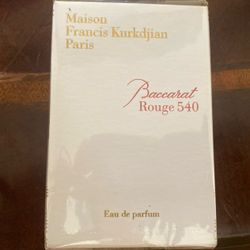 Maison
Francis Kurkdjian
Paris
Baccarat
Rouge 540
Eau de parfum